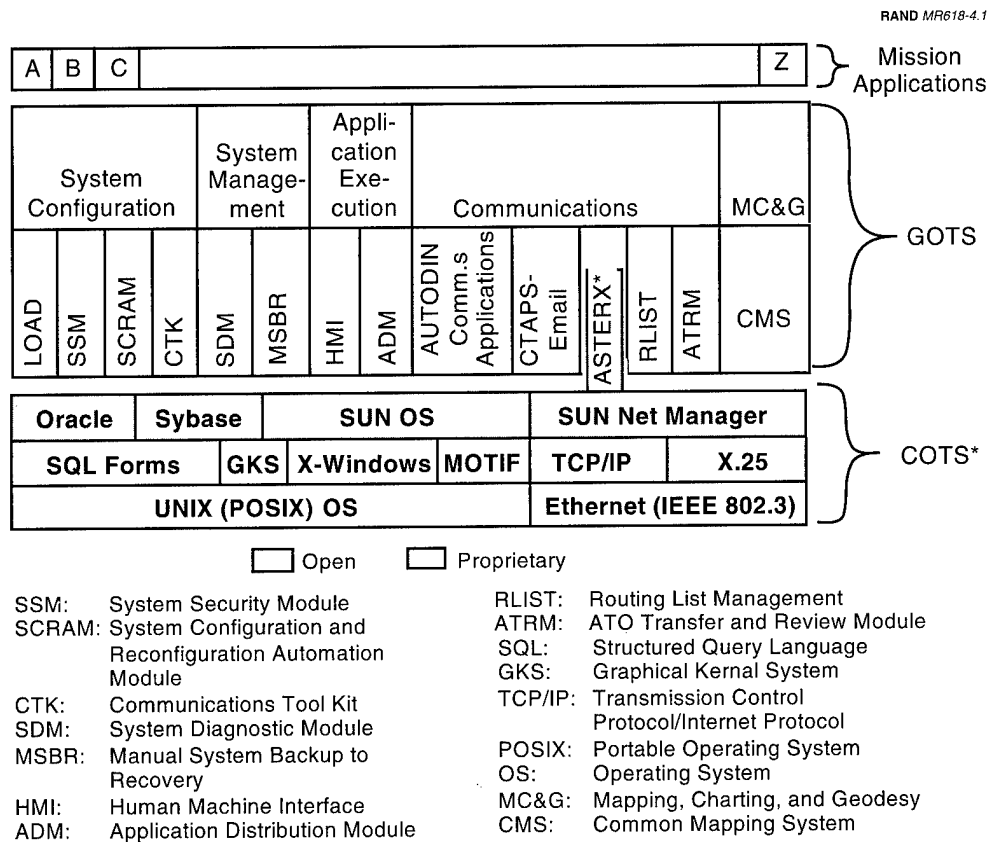 RAND MR618-4.1
A B C Z
Mission
Applications
System
Configuration
System
Manage-
ment
Appli-
cation
Exe-
cution
Communications
MC&G
GOTS
LOAD
SSM
SCRAM
CTK
SDM
MSBR
HMI
ADM
AUTODIN
Comm.s
Applications
CTAPS-
Email
ASTERX*
RLIST
ATRM
CMS
Oracle Sybase SUN OS SUN Net Manager
SQL Forms GKS X-Windows MOTIF TCP/IP X.25
COTS*
UNIX (POSIX) OS Ethernet (IEEE 802.3)
Open Proprietary
SSM: System Security Module
SCRAM: System Configuration and
Reconfiguration Automation
Module
CTK: Communications Tool Kit
SDM: System Diagnostic Module
MSBR: Manual System Backup to
Recovery
HMI: Human Machine Interface
ADM: Application Distribution Module
RLIST: Routing List Management
ATRM: ATO Transfer and Review Module
SQL: Structured Query Language
GKS: Graphical Kernal System
TCP/IP: Transmission Control
Protocol/Internet Protocol
POSIX: Portable Operating System
OS: Operating System
MC&G: Mapping, Charting, and Geodesy
CMS: Common Mapping System